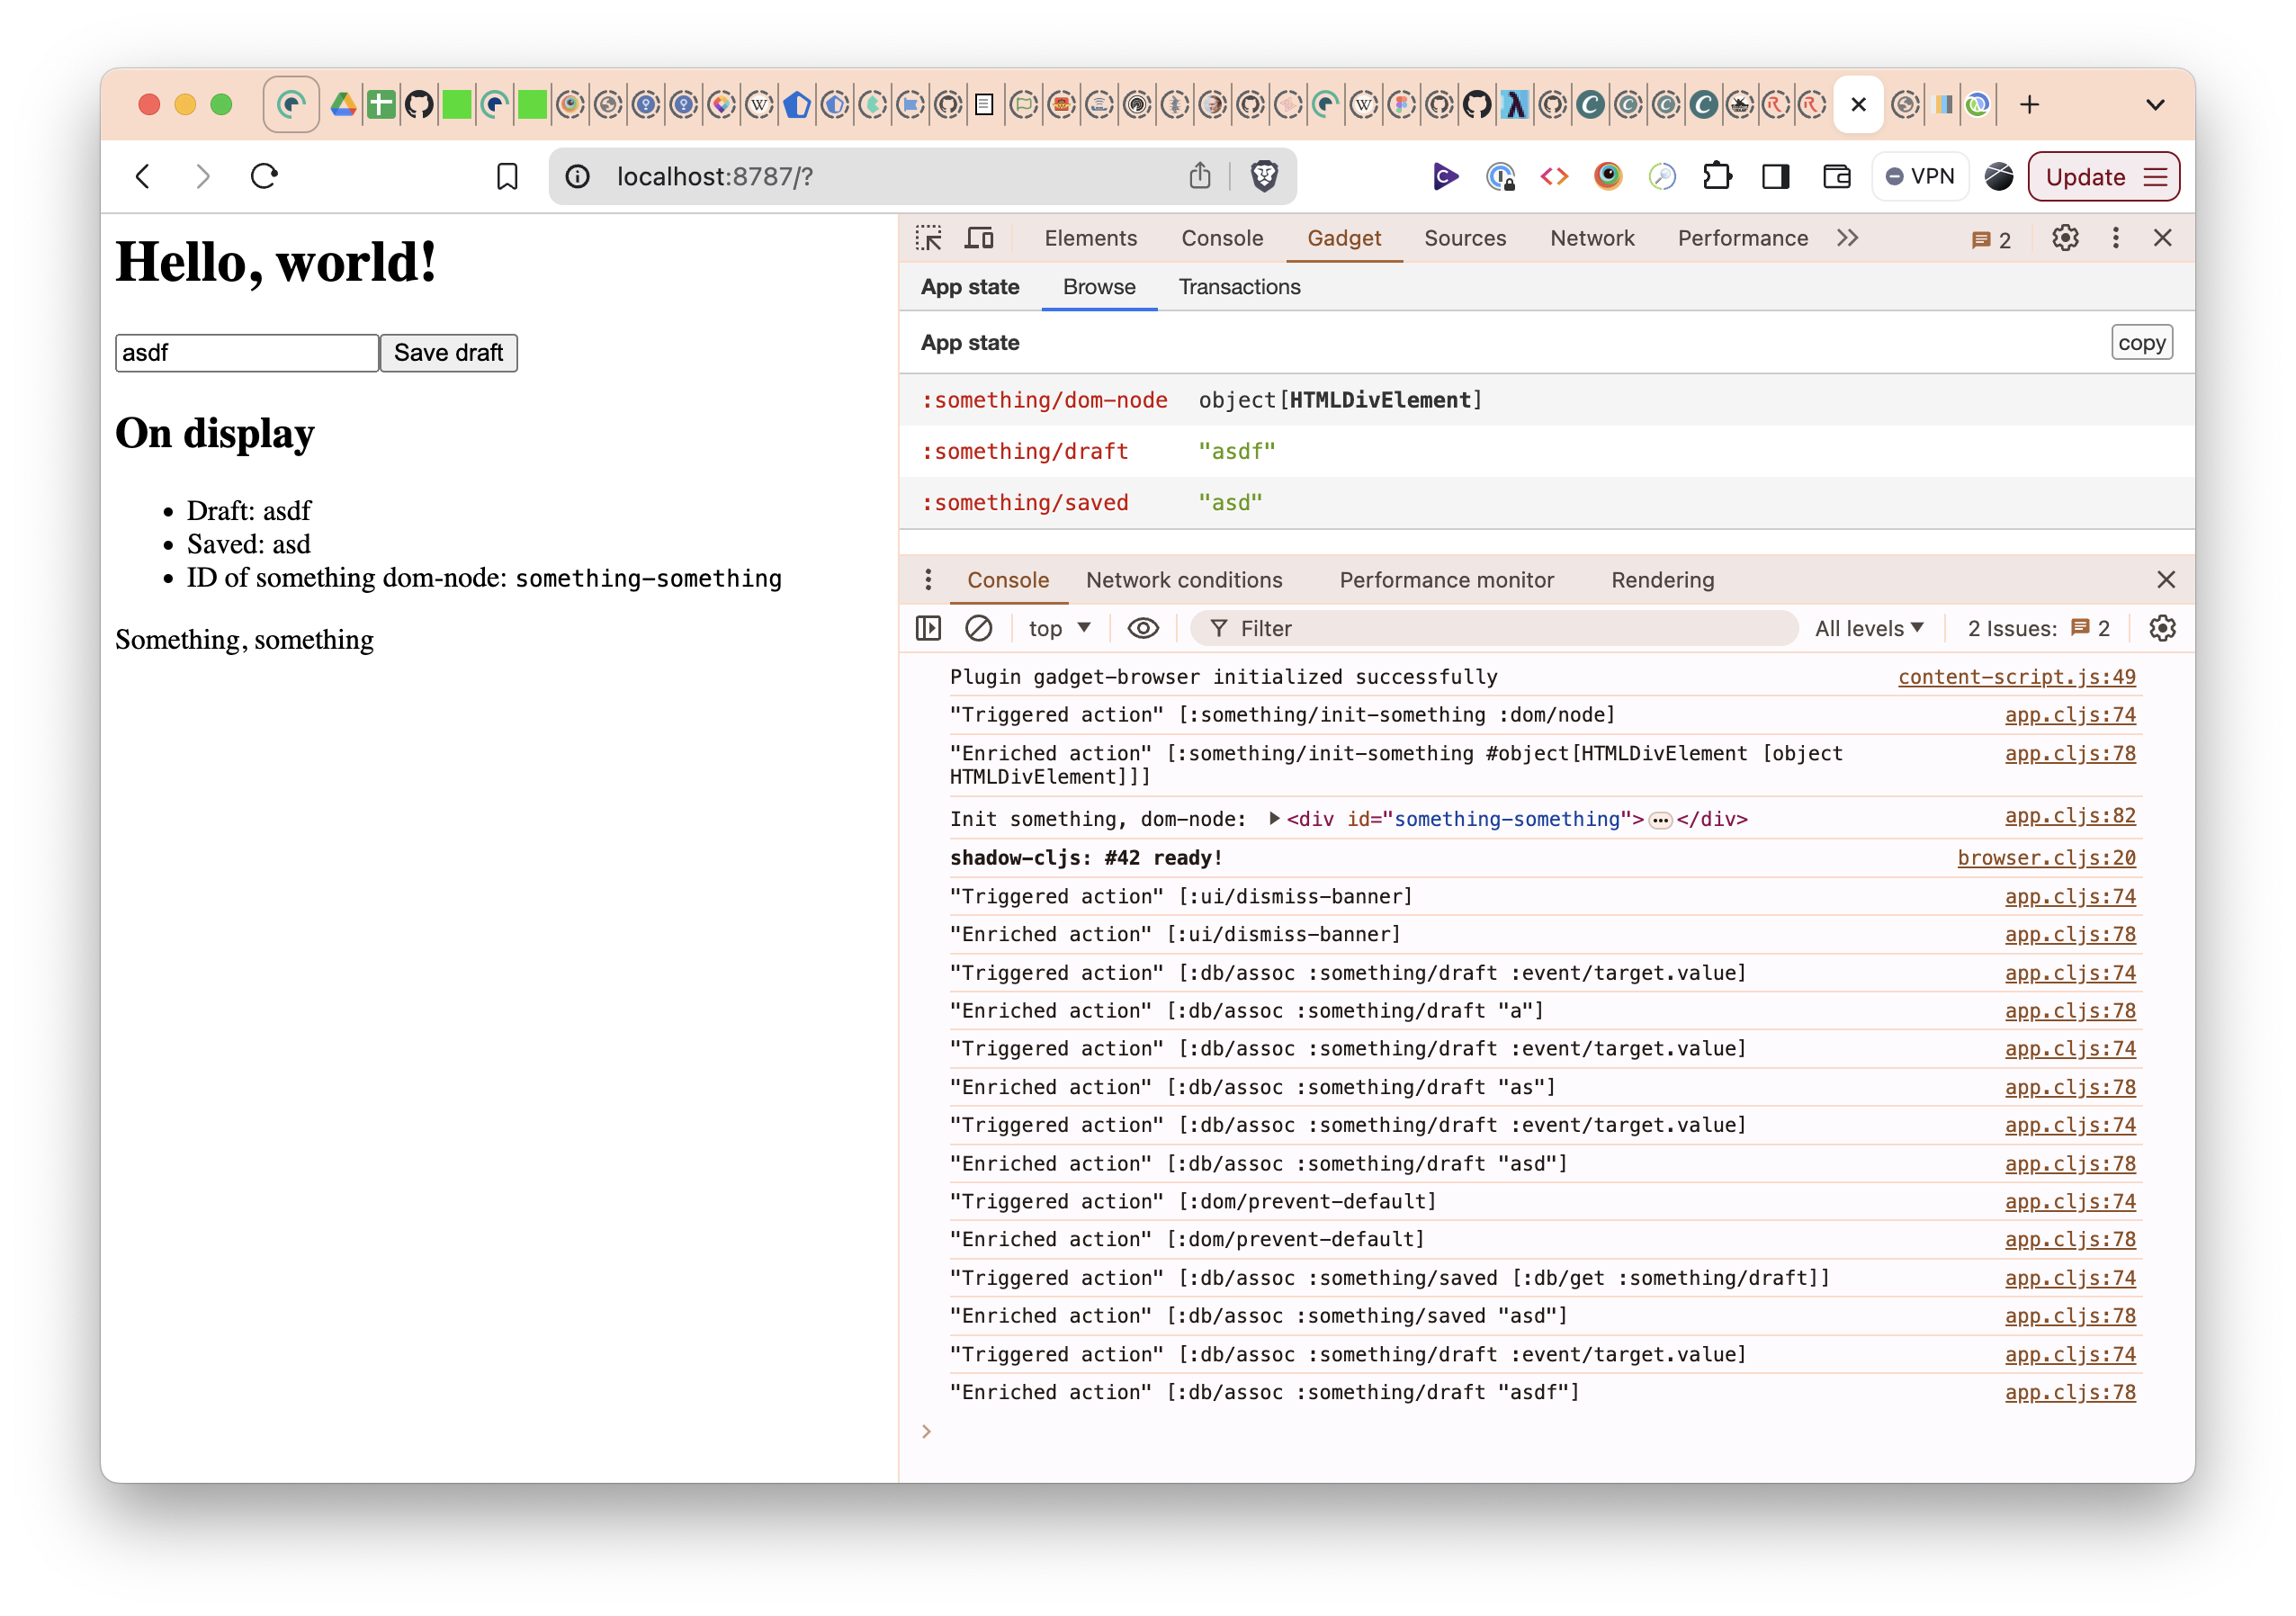 localhost:8787/?
VPN
Update
Hello, world!
asdf
Save draft
On display
• Draft: asdf
• Saved: asd
• ID of something dom-node: something-something
Something, something
Elements Console Gadget Sources Network Performance 2
App state Browse Transactions
App state copy
:something/dom-node object[HTMLDivElement]
:something/draft "asdf"
:something/saved "asd"
Console Network conditions Performance monitor Rendering
top Filter All levels 2 Issues: 2
Plugin gadget-browser initialized successfully content-script.js:49
"Triggered action" [:something/init-something :dom/node] app.cljs:74
"Enriched action" [:something/init-something #object[HTMLDivElement [object app.cljs:78
HTMLDivElement]]]
Init something, dom-node: <div id="something-something">…</div> app.cljs:82
shadow-cljs: #42 ready! browser.cljs:20
"Triggered action" [:ui/dismiss-banner] app.cljs:74
"Enriched action" [:ui/dismiss-banner] app.cljs:78
"Triggered action" [:db/assoc :something/draft :event/target.value] app.cljs:74
"Enriched action" [:db/assoc :something/draft "a"] app.cljs:78
"Triggered action" [:db/assoc :something/draft :event/target.value] app.cljs:74
"Enriched action" [:db/assoc :something/draft "as"] app.cljs:78
"Triggered action" [:db/assoc :something/draft :event/target.value] app.cljs:74
"Enriched action" [:db/assoc :something/draft "asd"] app.cljs:78
"Triggered action" [:dom/prevent-default] app.cljs:74
"Enriched action" [:dom/prevent-default] app.cljs:78
"Triggered action" [:db/assoc :something/saved [:db/get :something/draft]] app.cljs:74
"Enriched action" [:db/assoc :something/saved "asd"] app.cljs:78
"Triggered action" [:db/assoc :something/draft :event/target.value] app.cljs:74
"Enriched action" [:db/assoc :something/draft "asdf"] app.cljs:78